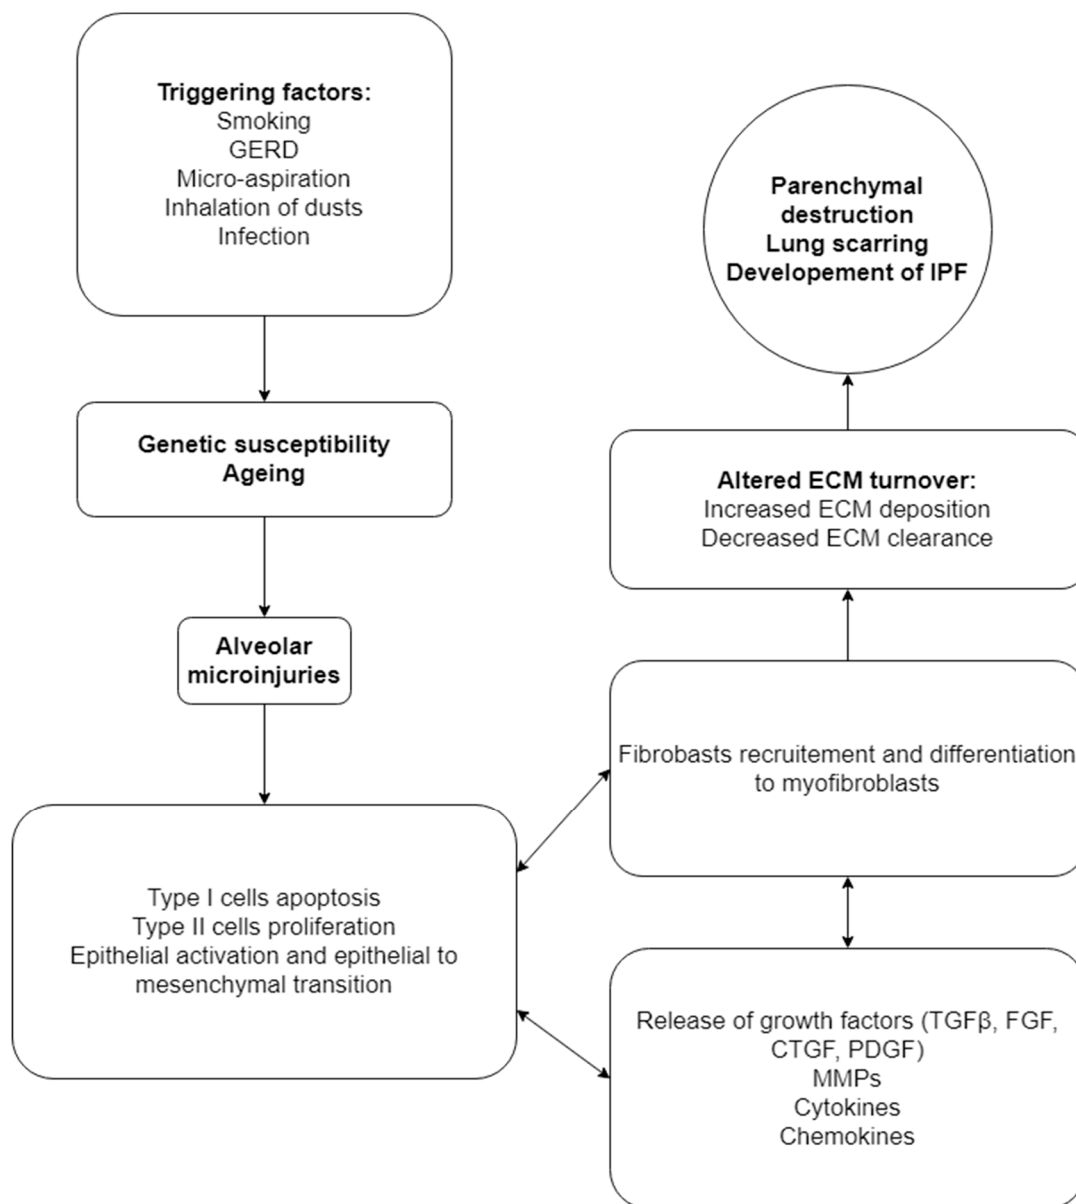 Triggering factors:
Smoking
GERD
Micro-aspiration
Inhalation of dusts
Infection
Genetic susceptibility
Ageing
Alveolar
microinjuries
Type I cells apoptosis
Type II cells proliferation
Epithelial activation and epithelial to
mesenchymal transition
Parenchymal
destruction
Lung scarring
Developement of IPF
Altered ECM turnover:
Increased ECM deposition
Decreased ECM clearance
Fibrobasts recruitement and differentiation
to myofibroblasts
Release of growth factors (TGFβ, FGF,
CTGF, PDGF)
MMPs
Cytokines
Chemokines